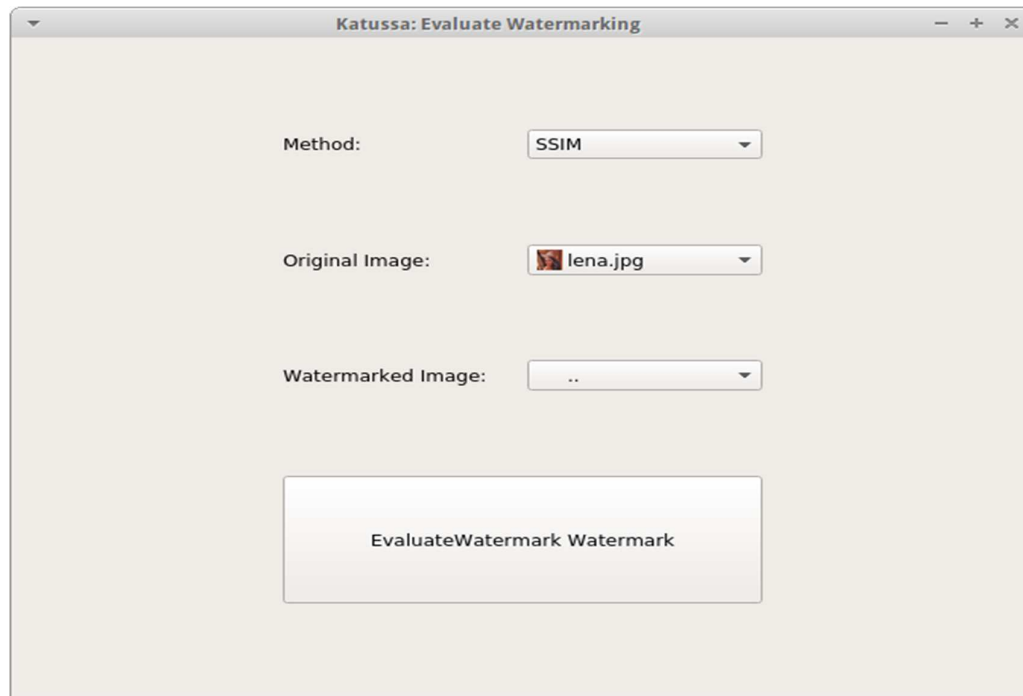 Katussa: Evaluate Watermarking
Method: SSIM
Original Image: lena.jpg
Watermarked Image: ..
EvaluateWatermark Watermark